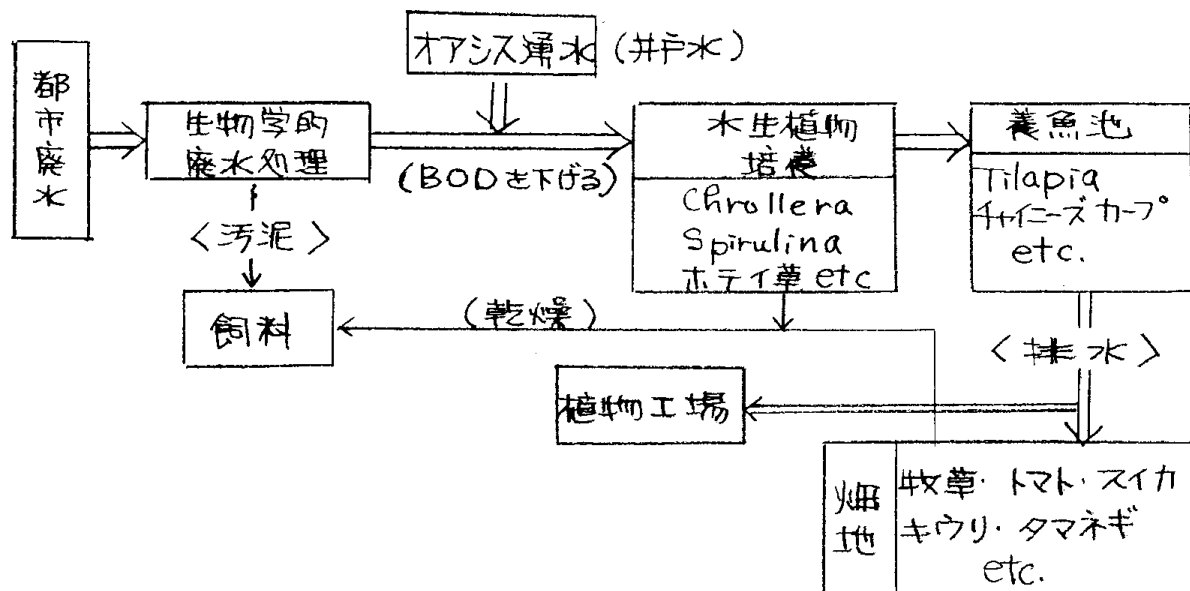 都市廃水
オアシス湧水 (井戸水)
生物学的
廃水処理
(BODを下げる)
水生植物
培養
Chrollera
Spirulina
ホテイ草 etc
養魚池
Tilapia
チャイニーズカープ
etc.
〈汚泥〉
飼料
(乾燥)
〈排水〉
植物工場
畑地
牧草・トマト・スイカ
キウリ・タマネギ
etc.